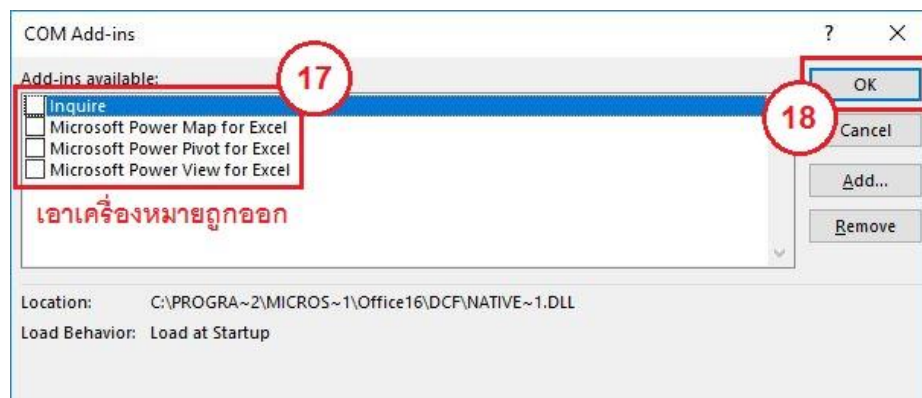 COM Add-ins ? ×
Add-ins available:
17
Inquire
Microsoft Power Map for Excel
Microsoft Power Pivot for Excel
Microsoft Power View for Excel
เอาเครื่องหมายถูกออก
OK
18
Cancel
Add...
Remove
Location: C:\PROGRA~2\MICROS~1\Office16\DCF\NATIVE~1.DLL
Load Behavior: Load at Startup